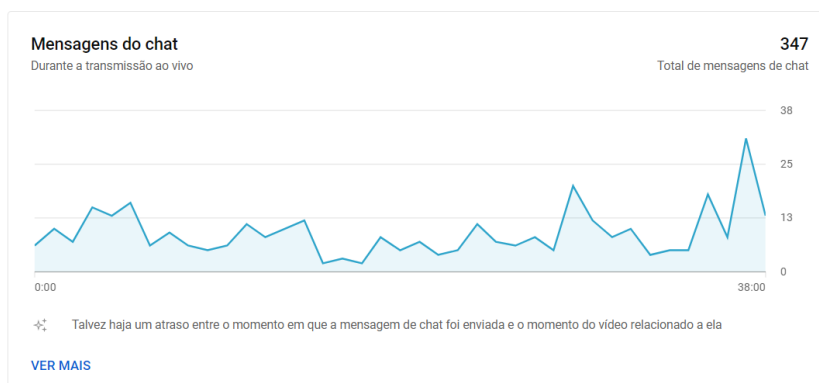 Mensagens do chat
347
Durante a transmissão ao vivo
Total de mensagens de chat
38
25
13
0
0:00
38:00
Talvez haja um atraso entre o momento em que a mensagem de chat foi enviada e o momento do vídeo relacionado a ela
VER MAIS